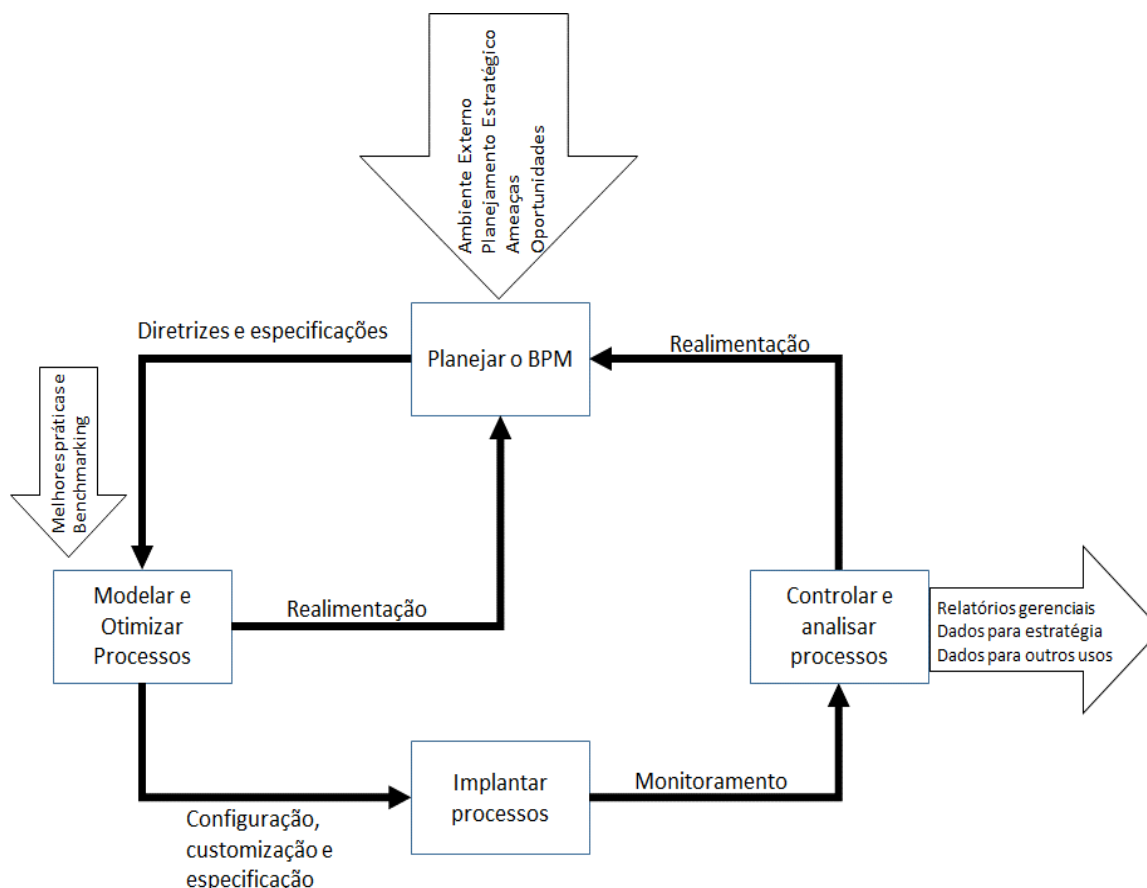 Ambiente Externo
Planejamento Estratégico
Ameaças
Oportunidades
Diretrizes e especificações
Planejar o BPM
Realimentação
Melhores práticas e
Benchmarking
Modelar e
Otimizar
Processos
Realimentação
Controlar e
analisar
processos
Relatórios gerenciais
Dados para estratégia
Dados para outros usos
Implantar
processos
Monitoramento
Configuração,
customização e
especificação